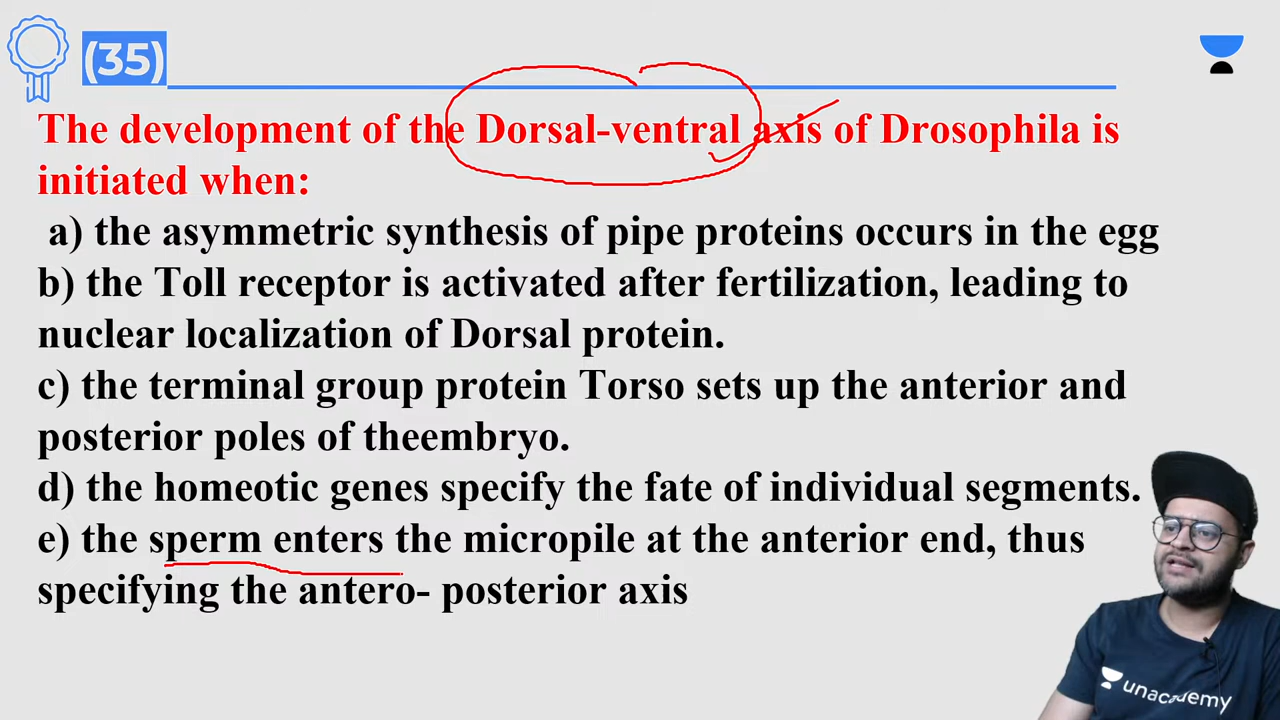 (35)
The development of the Dorsal-ventral axis of Drosophila is
initiated when:
a) the asymmetric synthesis of pipe proteins occurs in the egg
b) the Toll receptor is activated after fertilization, leading to
nuclear localization of Dorsal protein.
c) the terminal group protein Torso sets up the anterior and
posterior poles of theembryo.
d) the homeotic genes specify the fate of individual segments.
e) the sperm enters the micropile at the anterior end, thus
specifying the antero- posterior axis
unacademy